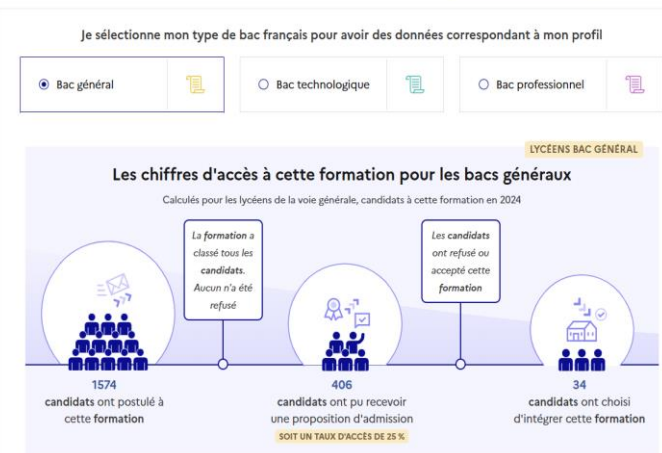 Je sélectionne mon type de bac français pour avoir des données correspondant à mon profil
Bac général
Bac technologique
Bac professionnel
LYCÉENS BAC GÉNÉRAL
Les chiffres d'accès à cette formation pour les bacs généraux
Calculés pour les lycéens de la voie générale, candidats à cette formation en 2024
La formation a
classé tous les
candidats.
Aucun n'a été
refusé
Les candidats
ont refusé ou
accepté cette
formation
1574
candidats ont postulé à
cette formation
406
candidats ont pu recevoir
une proposition d'admission
SOIT UN TAUX D'ACCÈS DE 25 %
34
candidats ont choisi
d'intégrer cette formation